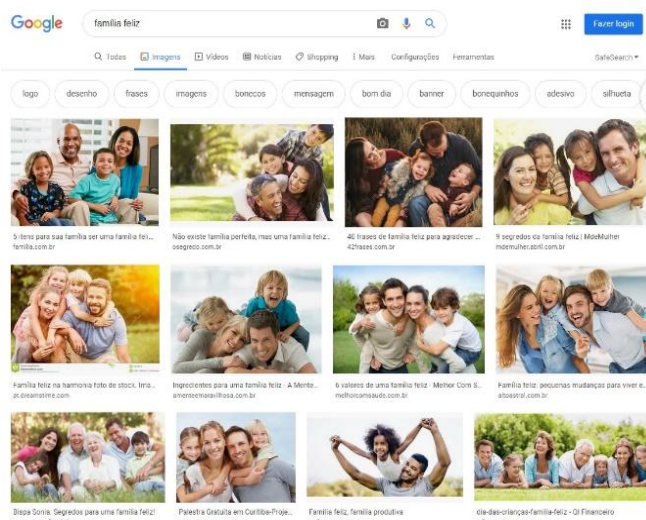 Google
família feliz
Fazer login
Todas
Imagens
Vídeos
Notícias
Shopping
Mais
Configurações
Ferramentas
SafeSearch
logo
desenho
frases
imagens
bonecos
mensagem
bom dia
banner
bonequinhos
adesivo
silhueta
5 itens para sua família ser uma família feli...
familia.com.br
Não existe família perfeita, mas uma família feliz...
osegredo.com.br
40 frases de família feliz para agradecer ...
42frases.com.br
9 segredos da família feliz | MdeMulher
mdemulher.abril.com.br
Família feliz na harmonia foto de stock. Ima...
pt.dreamstime.com
Ingredientes para uma família feliz - A Mente...
amenteemaravilhosa.com.br
6 valores de uma família feliz - Melhor Com S...
melhorcomsaude.com.br
Família feliz: pequenas mudanças para viver e...
altoastral.com.br
Bispa Sonia: Segredos para uma família feliz!
Palestra Gratuita em Curitiba-Proje...
Família feliz, família produtiva
dia-das-crianças-família-feliz - QI Financeiro